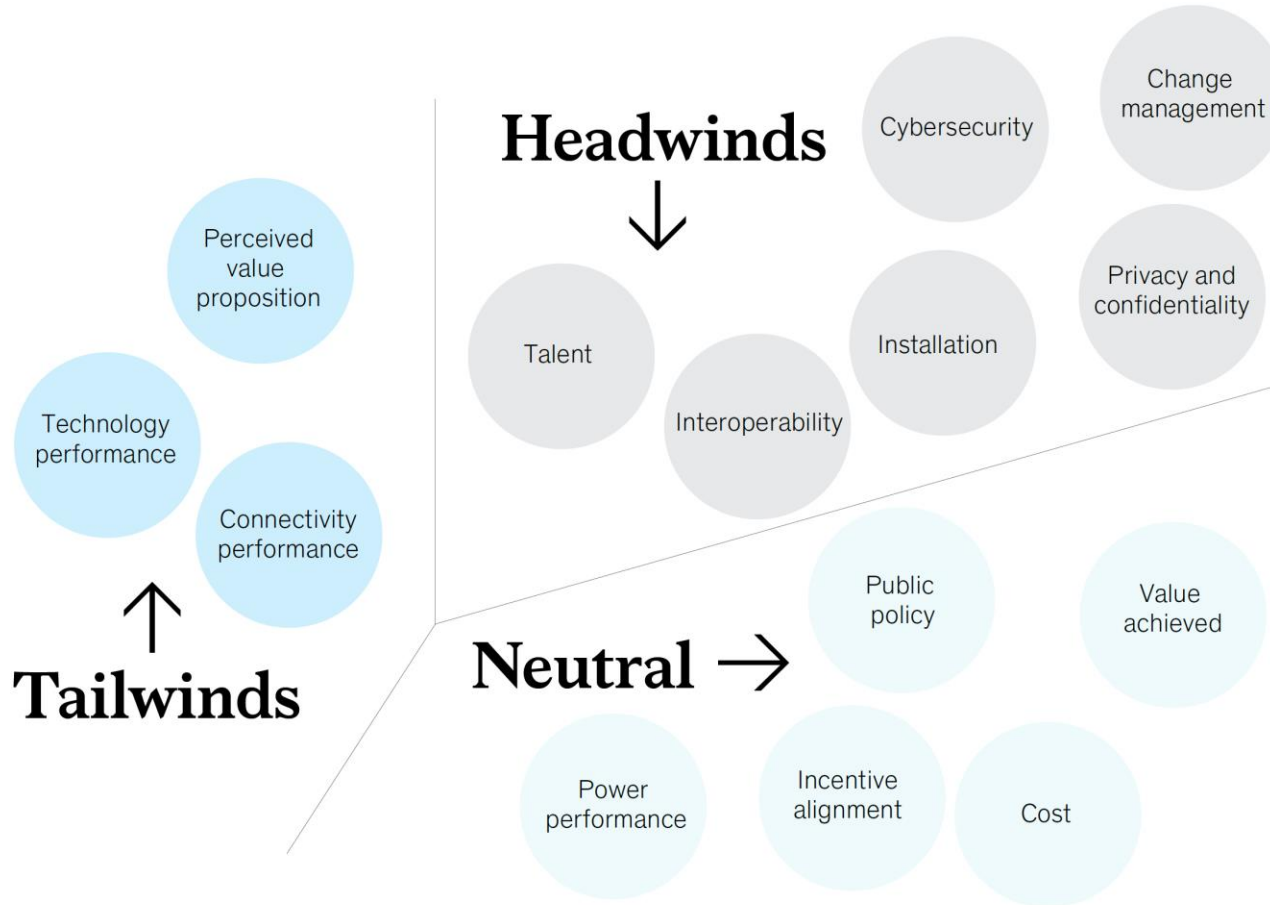 Headwinds
Cybersecurity
Change
management
Privacy and
confidentiality
Talent
Interoperability
Installation
Perceived
value
proposition
Technology
performance
Connectivity
performance
Tailwinds
Neutral
Public
policy
Value
achieved
Power
performance
Incentive
alignment
Cost